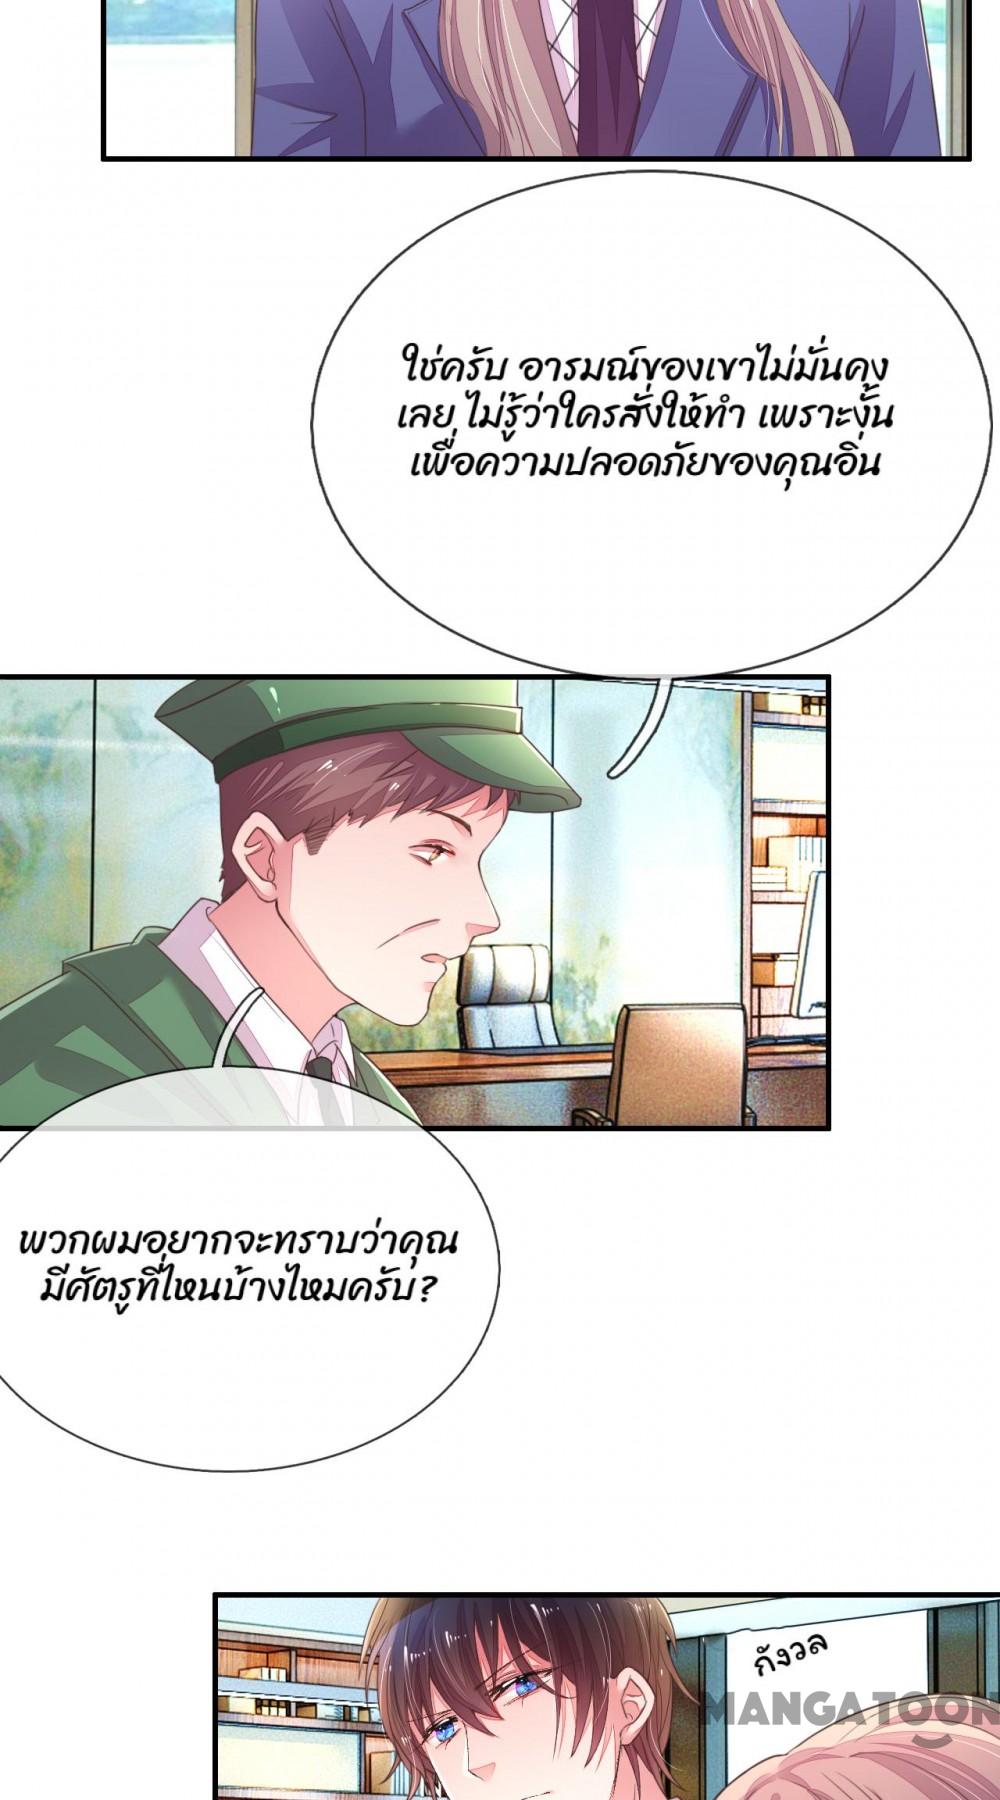 ใช่ครับ อารมณ์ของเขาไม่มั่นคง
เลย ไม่รู้ว่าใครสั่งให้ทำ เพราะงั้น
เพื่อความปลอดภัยของคุณอิ่น
พวกผมอยากจะทราบว่าคุณ
มีศัตรูที่ไหนบ้างไหมครับ?
กังวล
MANGATOON